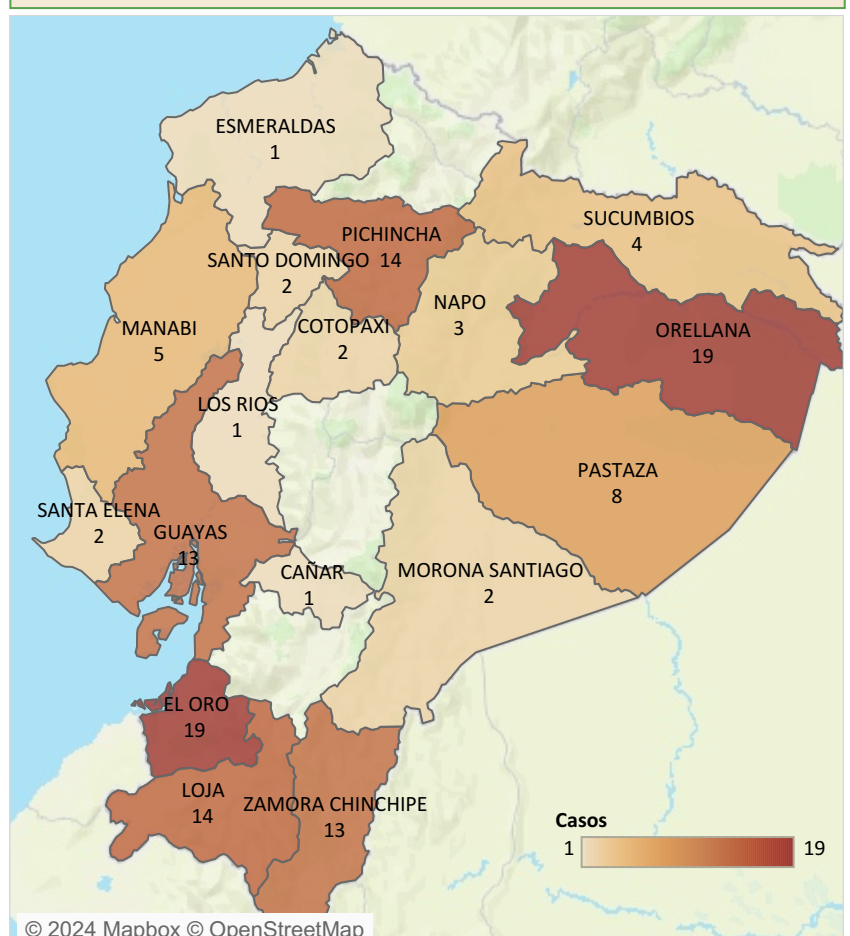 ESMERALDAS
1
SUCUMBIOS
4
PICHINCHA
14
SANTO DOMINGO
2
NAPO
3
COTOPAXI
2
MANABI
5
ORELLANA
19
LOS RIOS
1
PASTAZA
8
SANTA ELENA
2
GUAYAS
13
CAÑAR
1
MORONA SANTIAGO
2
EL ORO
19
LOJA
14
ZAMORA CHINCHIPE
13
Casos
1 19
© 2024 Mapbox © OpenStreetMap